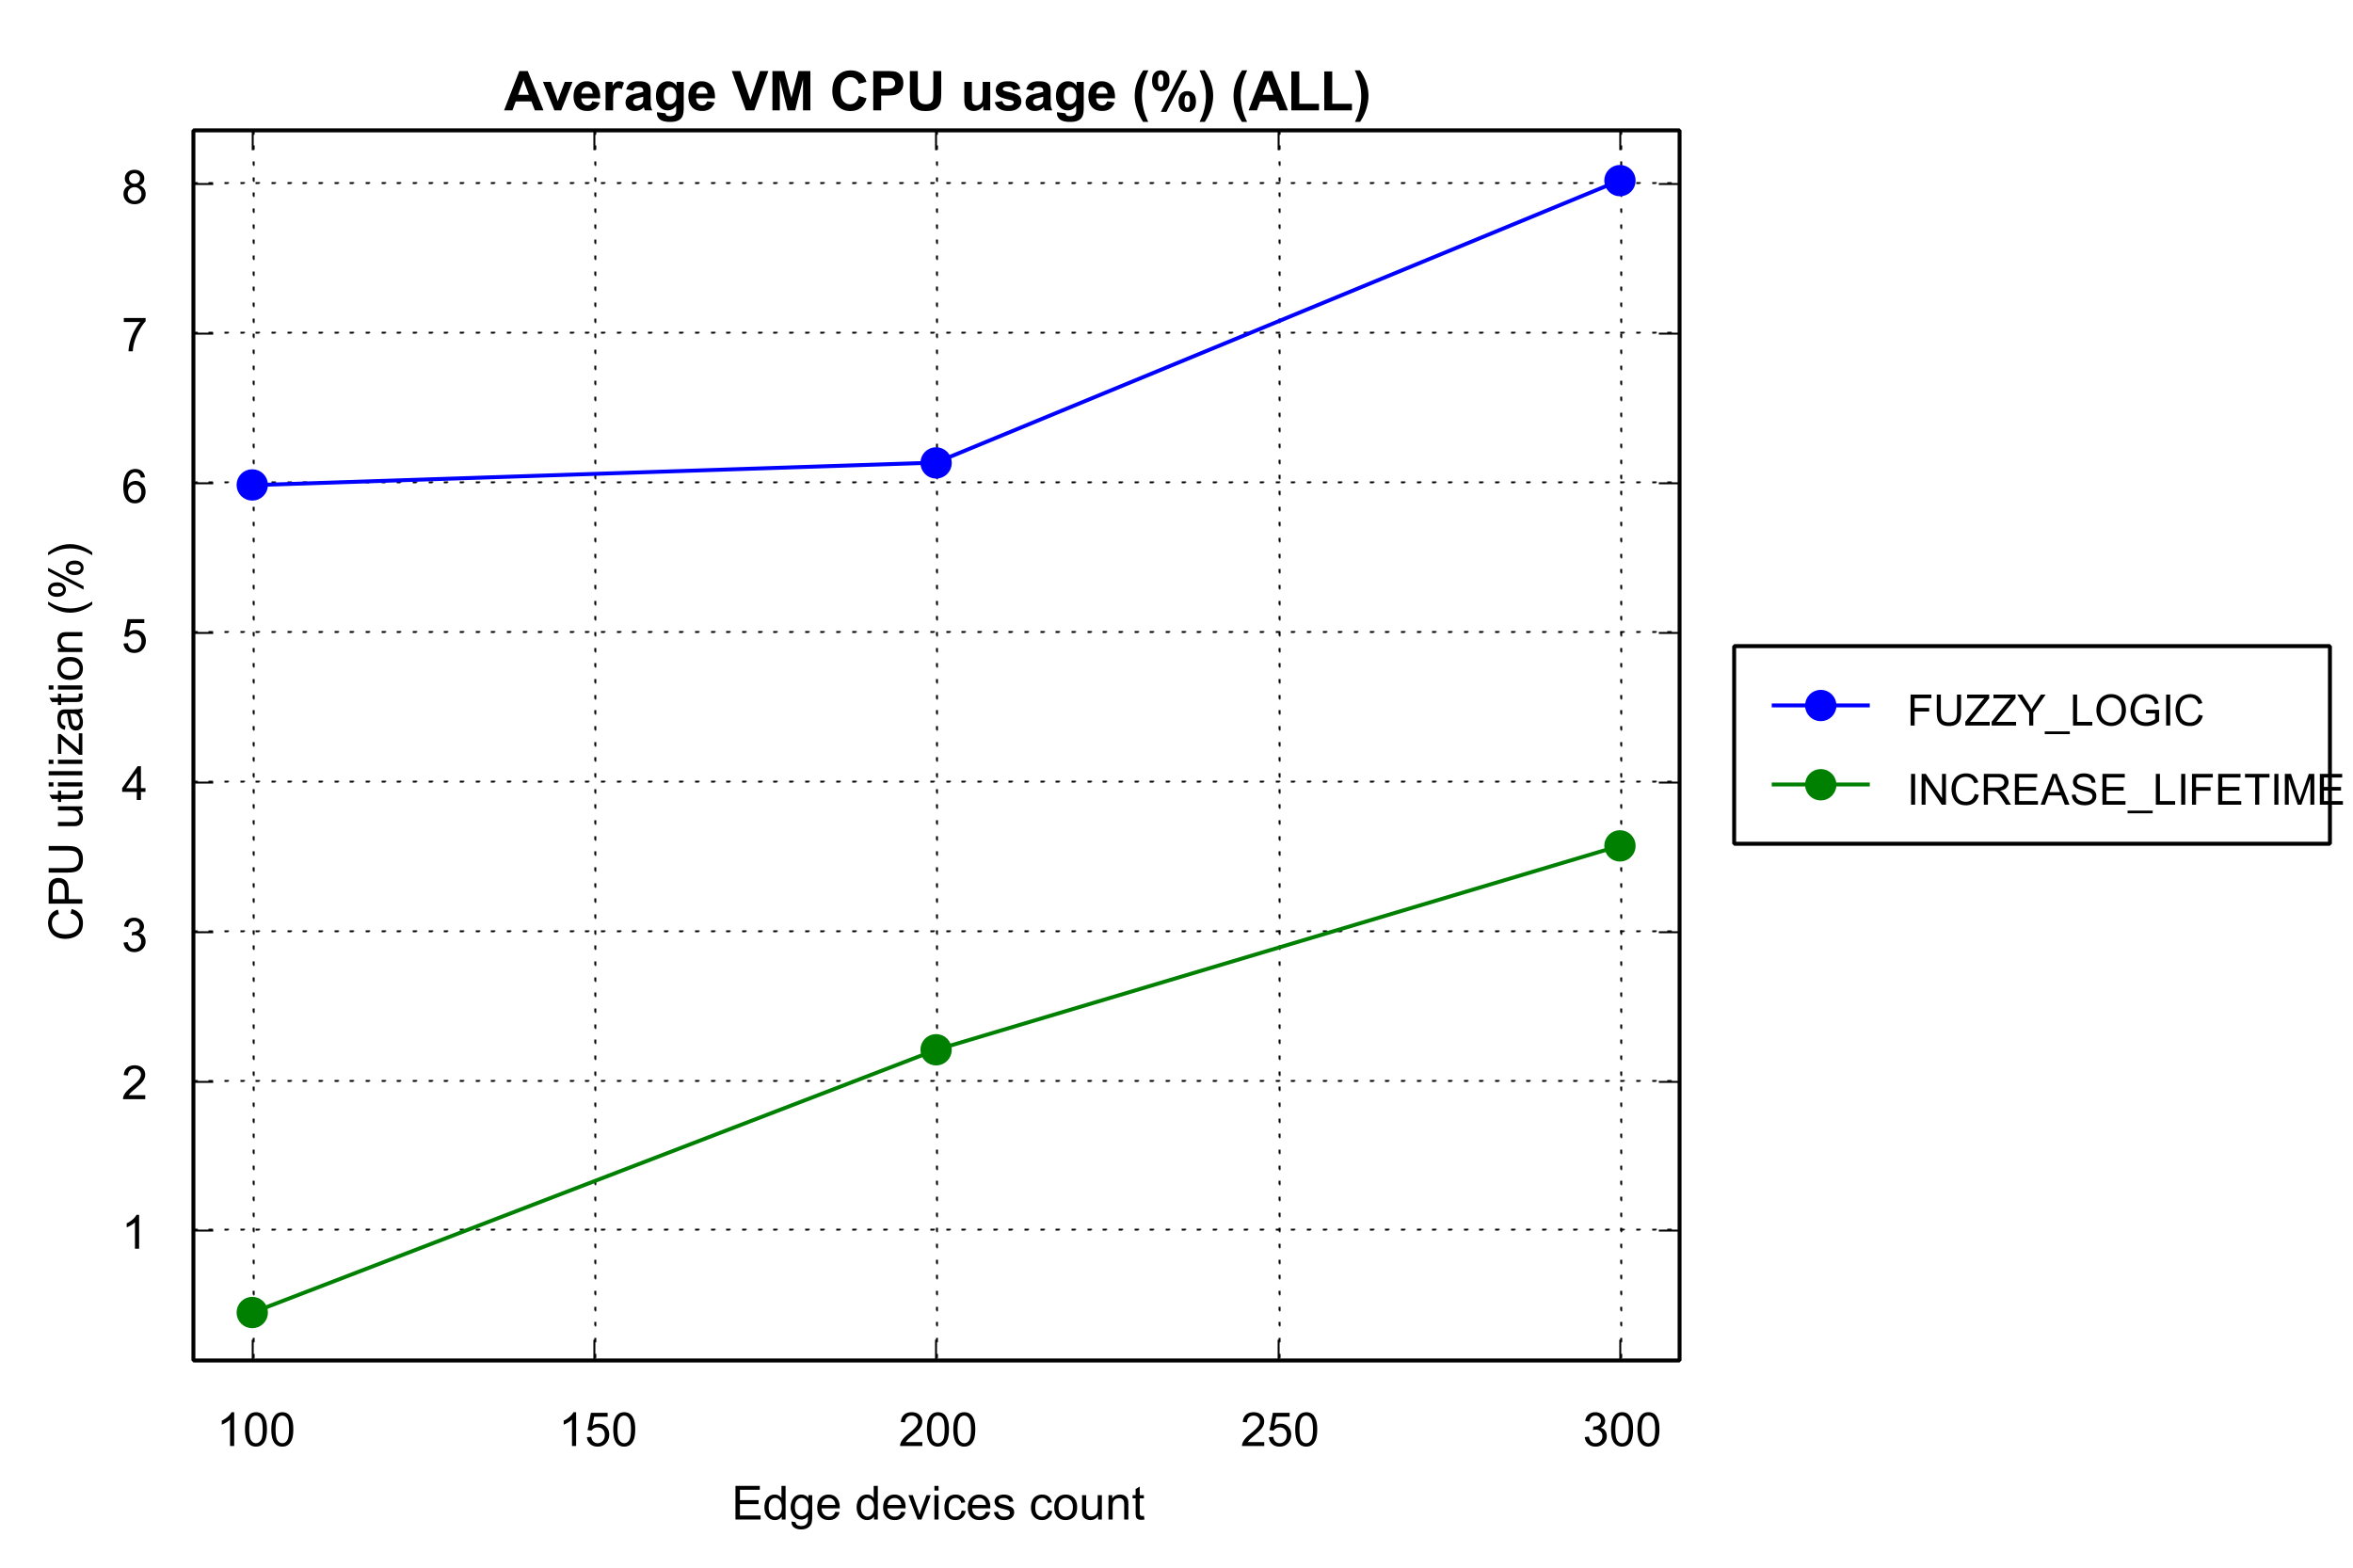 Average VM CPU usage (%) (ALL)
CPU utilization (%)
8
7
6
5
4
3
2
1
100 150 200 250 300
Edge devices count
FUZZY_LOGIC
INCREASE_LIFETIME